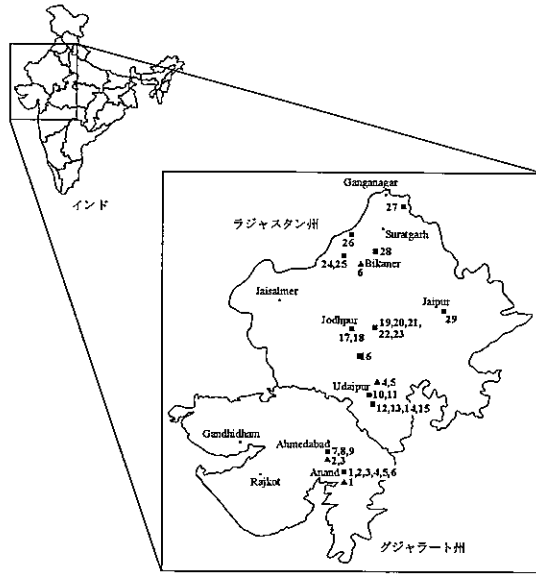 インド
Ganganagar
27
ラジャスタン州
Suratgarh
26
28
24,25
Bikaner
6
Jaisalmer
Jaipur
29
Jodhpur
19,20,21,
22,23
17,18
16
Udaipur
4,5
10,11
12,13,14,15
Gandhidham
Ahmedabad
7,8,9
2,3
Anand
1,2,3,4,5,6
1
Rajkot
グジャラート州